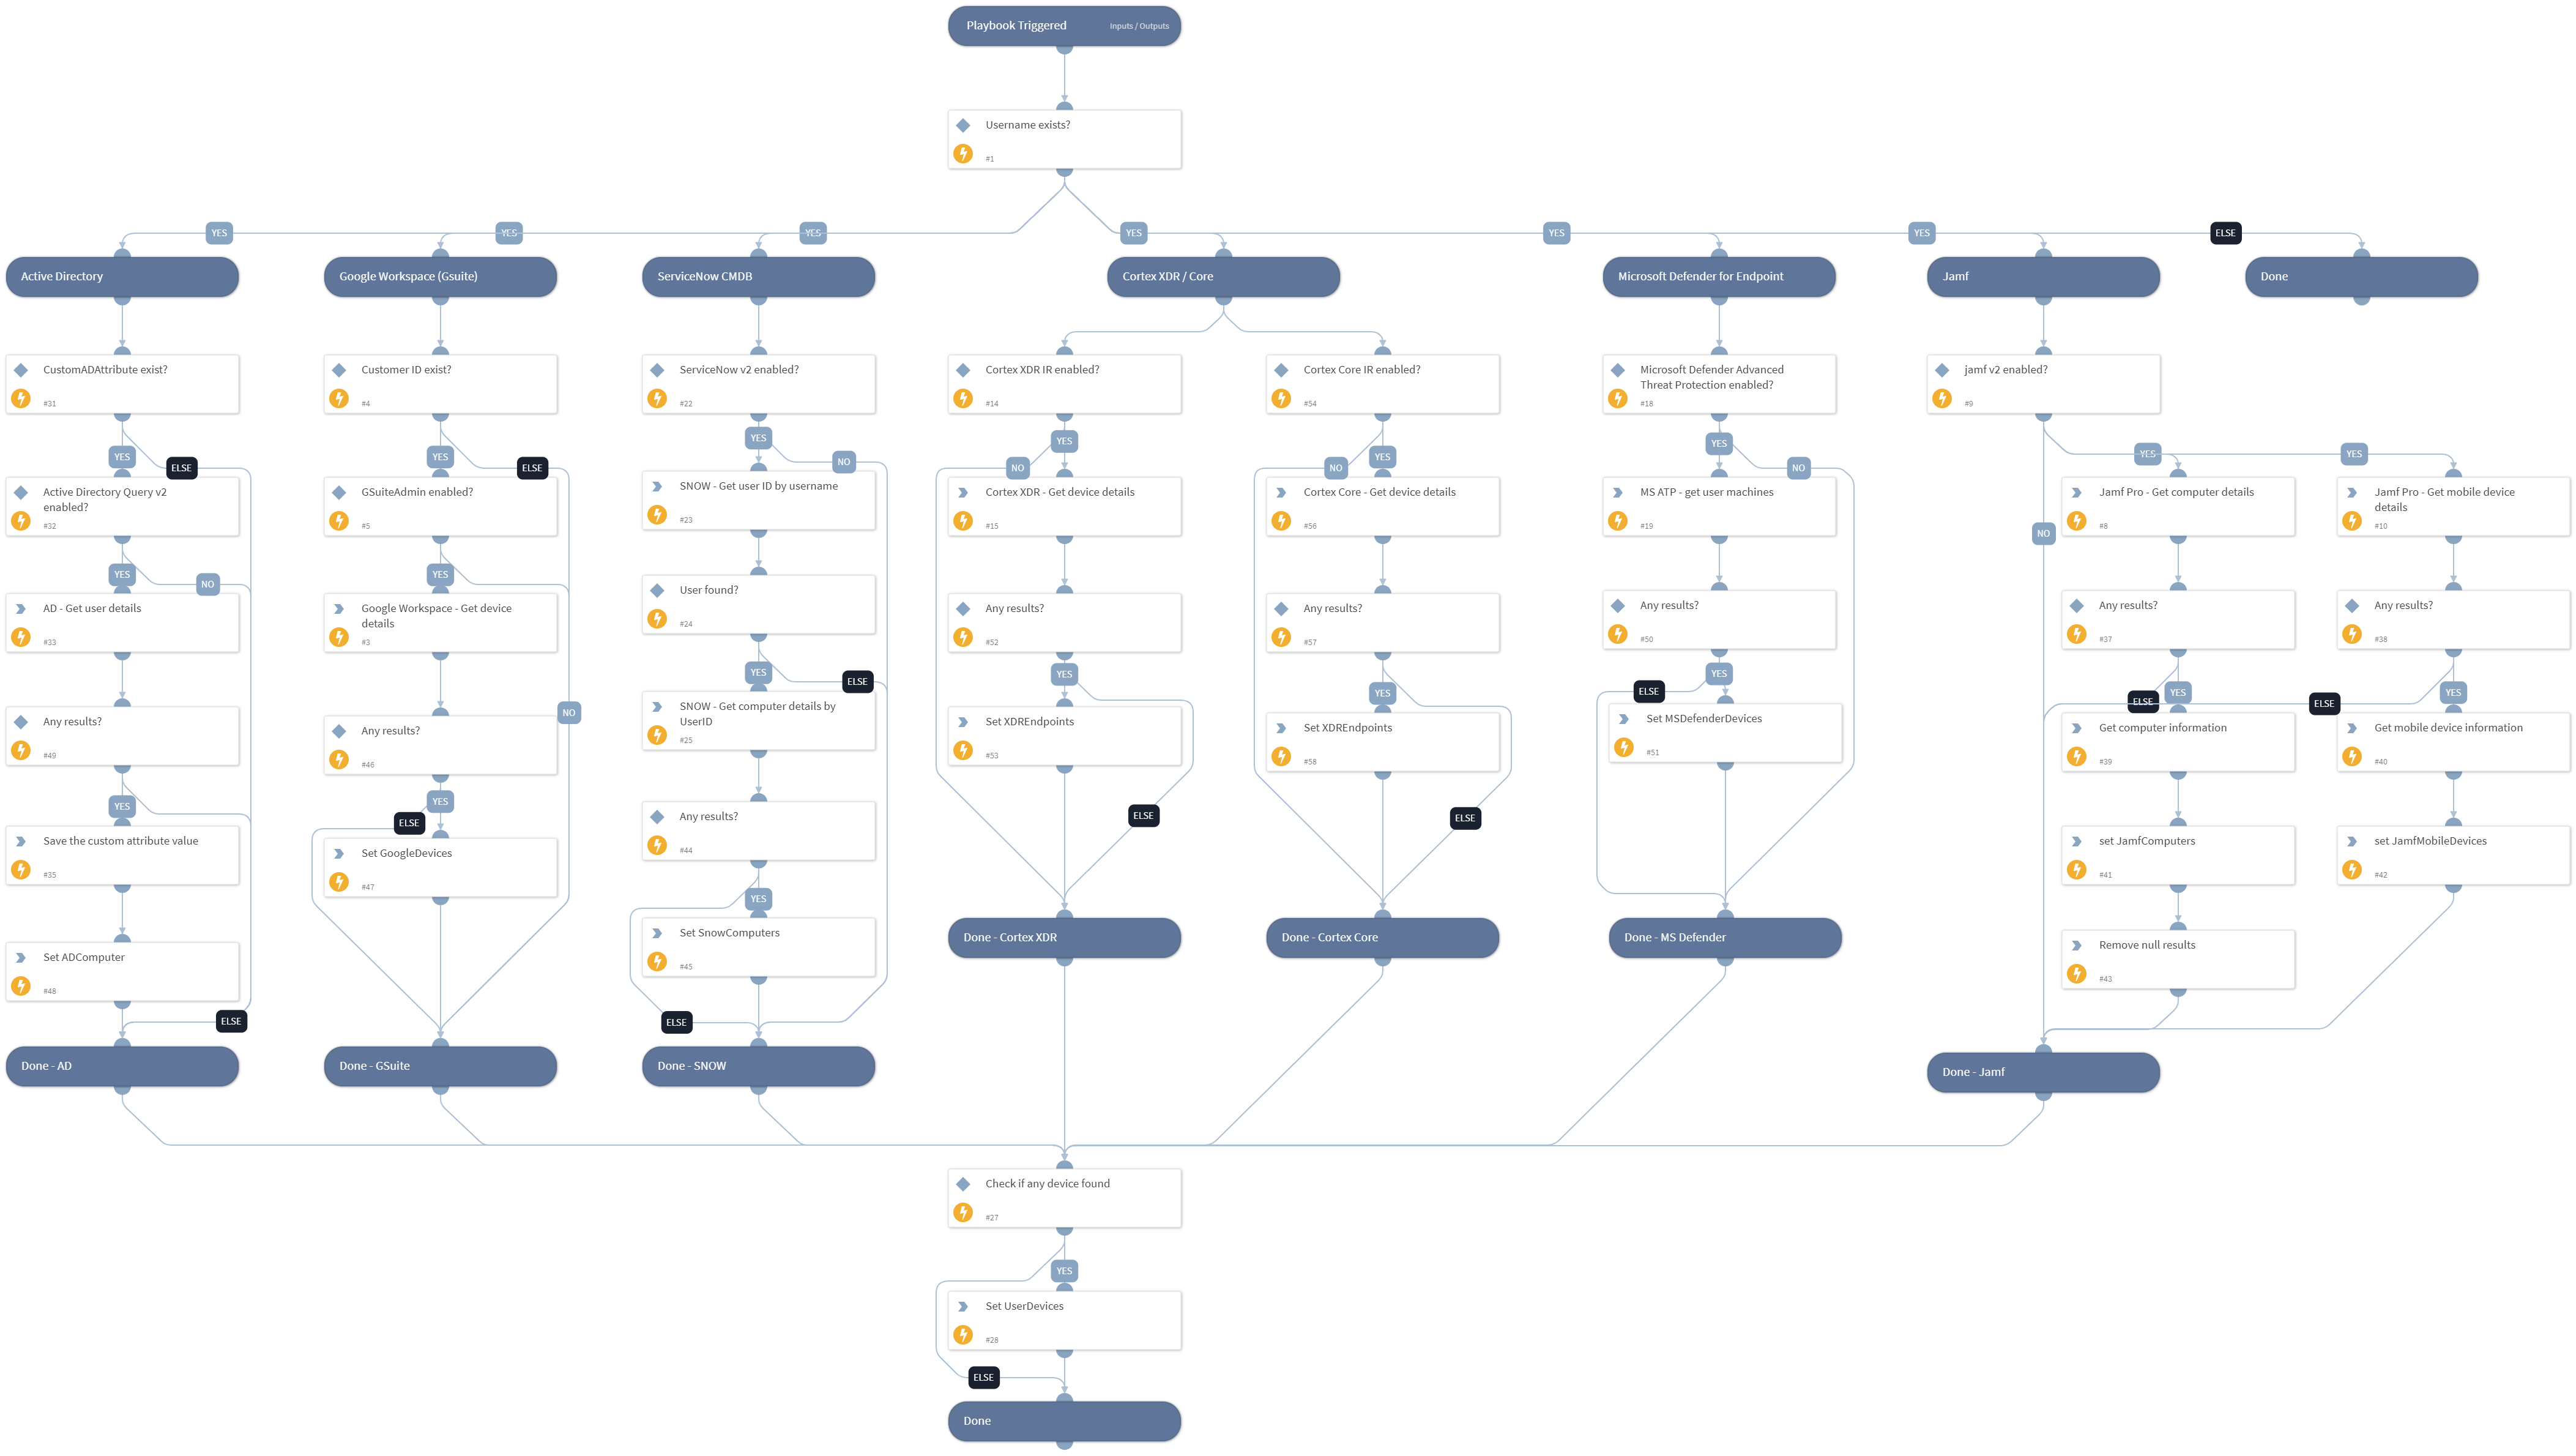 Playbook Triggered
Inputs / Outputs
Username exists?
#1
YES
YES
YES
YES
YES
YES
ELSE
Active Directory
Google Workspace (Gsuite)
ServiceNow CMDB
Cortex XDR / Core
Microsoft Defender for Endpoint
Jamf
Done
CustomADAttribute exist?
#31
Customer ID exist?
#4
ServiceNow v2 enabled?
#22
Cortex XDR IR enabled?
#14
Cortex Core IR enabled?
#54
Microsoft Defender Advanced
Threat Protection enabled?
#18
jamf v2 enabled?
#9
YES
ELSE
YES
ELSE
YES
NO
NO
YES
NO
YES
YES
NO
YES
YES
Active Directory Query v2
enabled?
#32
GSuiteAdmin enabled?
#5
SNOW - Get user ID by username
#23
Cortex XDR - Get device details
#15
Cortex Core - Get device details
#56
MS ATP - get user machines
#19
NO
Jamf Pro - Get computer details
#8
Jamf Pro - Get mobile device
details
#10
YES
NO
YES
AD - Get user details
#33
Google Workspace - Get device
details
#3
User found?
#24
Any results?
#52
Any results?
#57
Any results?
#50
Any results?
#37
Any results?
#38
NO
YES
ELSE
YES
YES
ELSE
YES
ELSE
YES
ELSE
YES
Any results?
#49
Any results?
#46
SNOW - Get computer details by
UserID
#25
Set XDREndpoints
#53
Set XDREndpoints
#58
Set MSDefenderDevices
#51
Get computer information
#39
Get mobile device information
#40
YES
ELSE
YES
ELSE
ELSE
Save the custom attribute value
#35
Set GoogleDevices
#47
Any results?
#44
set JamfComputers
#41
set JamfMobileDevices
#42
YES
Set ADComputer
#48
Set SnowComputers
#45
Done - Cortex XDR
Done - Cortex Core
Done - MS Defender
Remove null results
#43
ELSE
ELSE
Done - AD
Done - GSuite
Done - SNOW
Done - Jamf
Check if any device found
#27
YES
Set UserDevices
#28
ELSE
Done